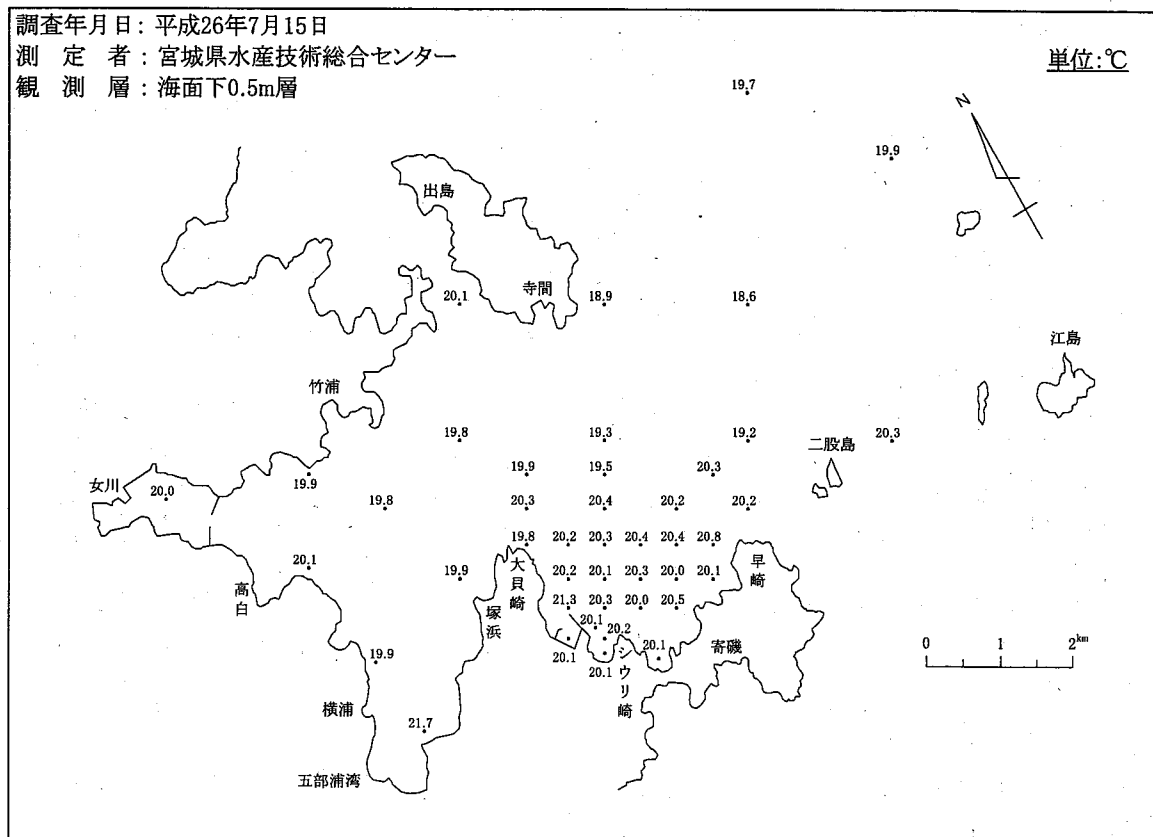 調査年月日：平成26年7月15日
測 定 者：宮城県水産技術総合センター
観 測 層：海面下0.5m層
単位：℃
19.7
N
19.9
出島
寺間
20.1
18.9
18.6
江島
竹浦
19.8
19.3
19.2
二股島
20.3
女川
20.0
19.9
19.9
19.5
20.3
19.8
20.3
20.4
20.2
20.2
19.8
20.2
20.3
20.4
20.4
20.8
20.1
19.9
大貝崎
20.2
20.1
20.3
20.0
20.1
早崎
高白
塚浜
21.3
20.3
20.0
20.5
20.1
20.2
20.1
20.1
20.1
シウリ崎
寄磯
0
2km
19.9
横浦
21.7
五部浦湾